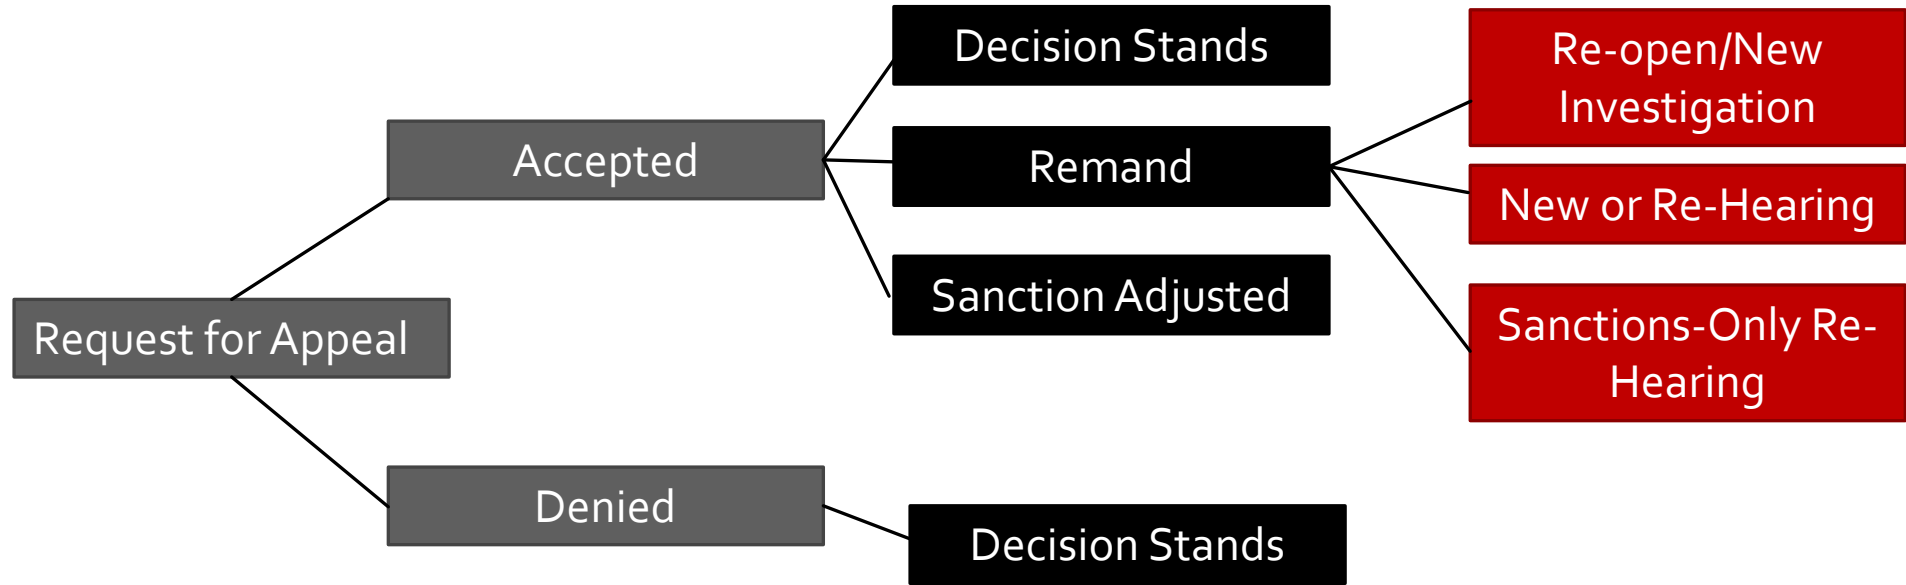 Request for Appeal
Accepted
Denied
Decision Stands
Remand
Sanction Adjusted
Decision Stands
Re-open/New
Investigation
New or Re-Hearing
Sanctions-Only Re-
Hearing